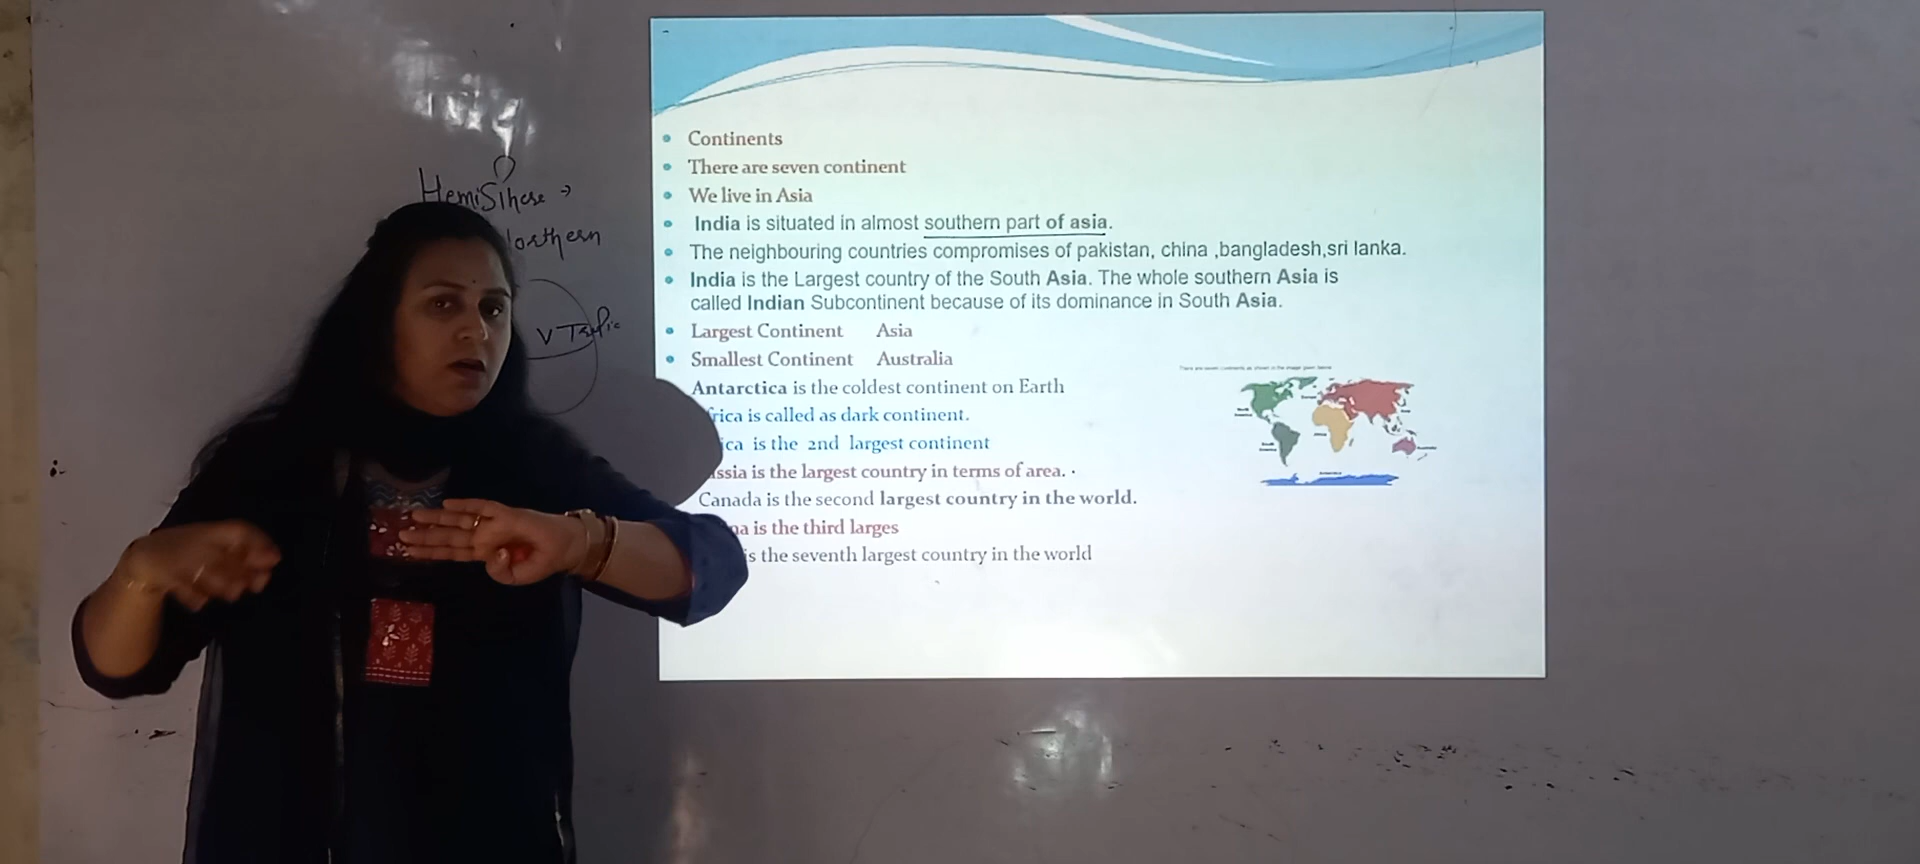 HemiSphere →
Northern
V Tropic
Continents
There are seven continent
We live in Asia
India is situated in almost southern part of asia.
The neighbouring countries compromises of pakistan, china ,bangladesh,sri lanka.
India is the Largest country of the South Asia. The whole southern Asia is
called Indian Subcontinent because of its dominance in South Asia.
Largest Continent Asia
Smallest Continent Australia
Antarctica is the coldest continent on Earth
rica is called as dark continent.
ca is the 2nd largest continent
ssia is the largest country in terms of area. .
Canada is the second largest country in the world.
na is the third larges
is the seventh largest country in the world